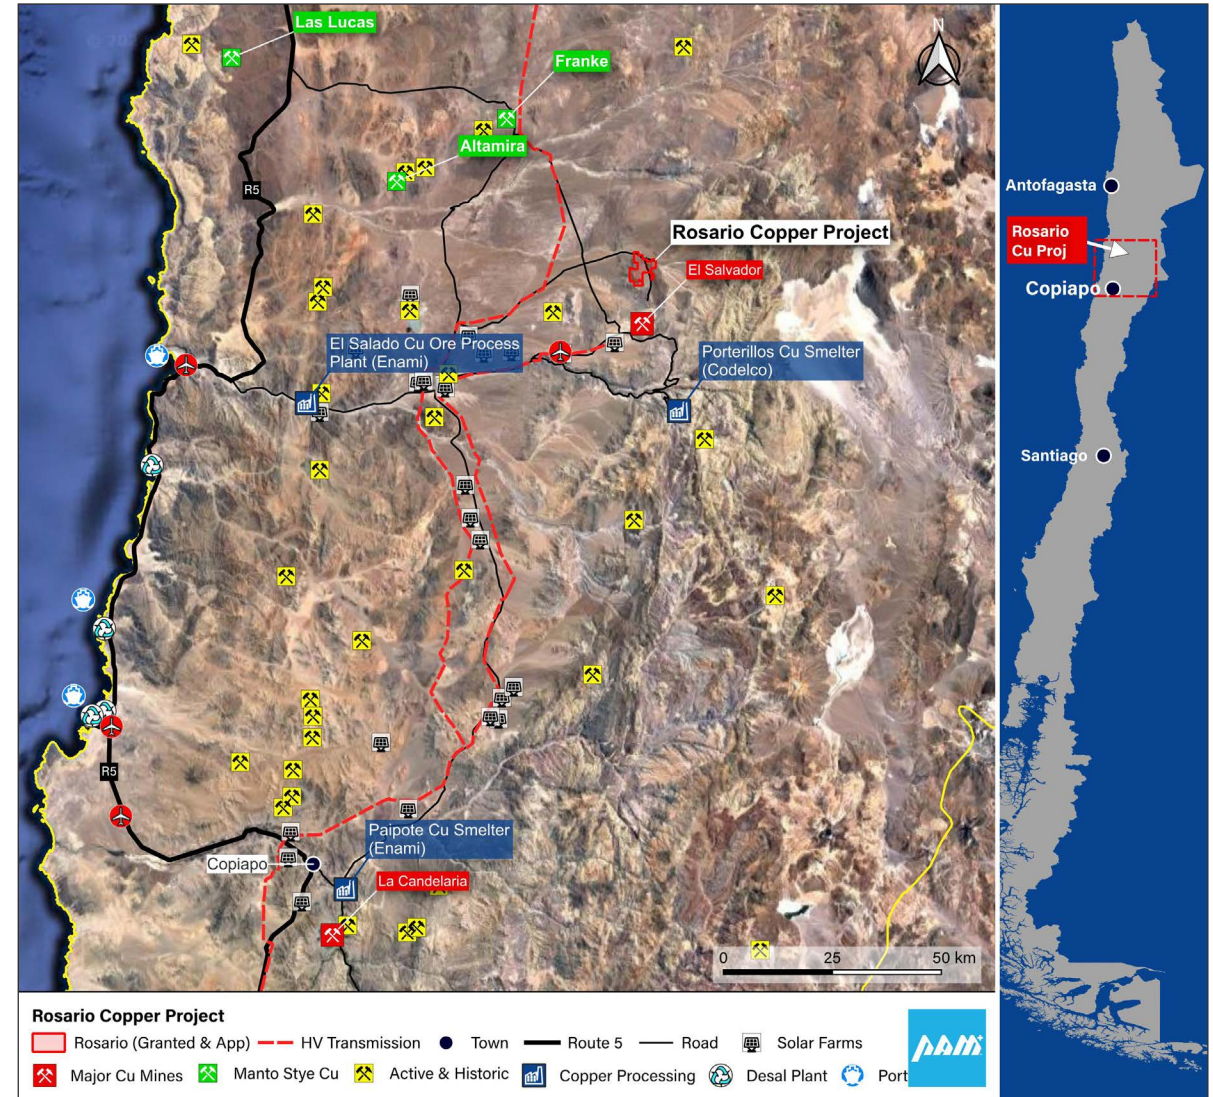 Las Lucas
Franke
N
Altamira
R5
Rosario Copper Project
El Salvador
El Salado Cu Ore Process
Plant (Enami)
Porterillos Cu Smelter
(Codelco)
R5
Paipote Cu Smelter
(Enami)
Copiapo
La Candelaria
0 25 50 km
Antofagasta
Rosario
Cu Proj
Copiapo
Santiago
Rosario Copper Project
Rosario (Granted & App)
HV Transmission
Town
Route 5
Road
Solar Farms
Major Cu Mines
Manto Stye Cu
Active & Historic
Copper Processing
Desal Plant
Port
PAM